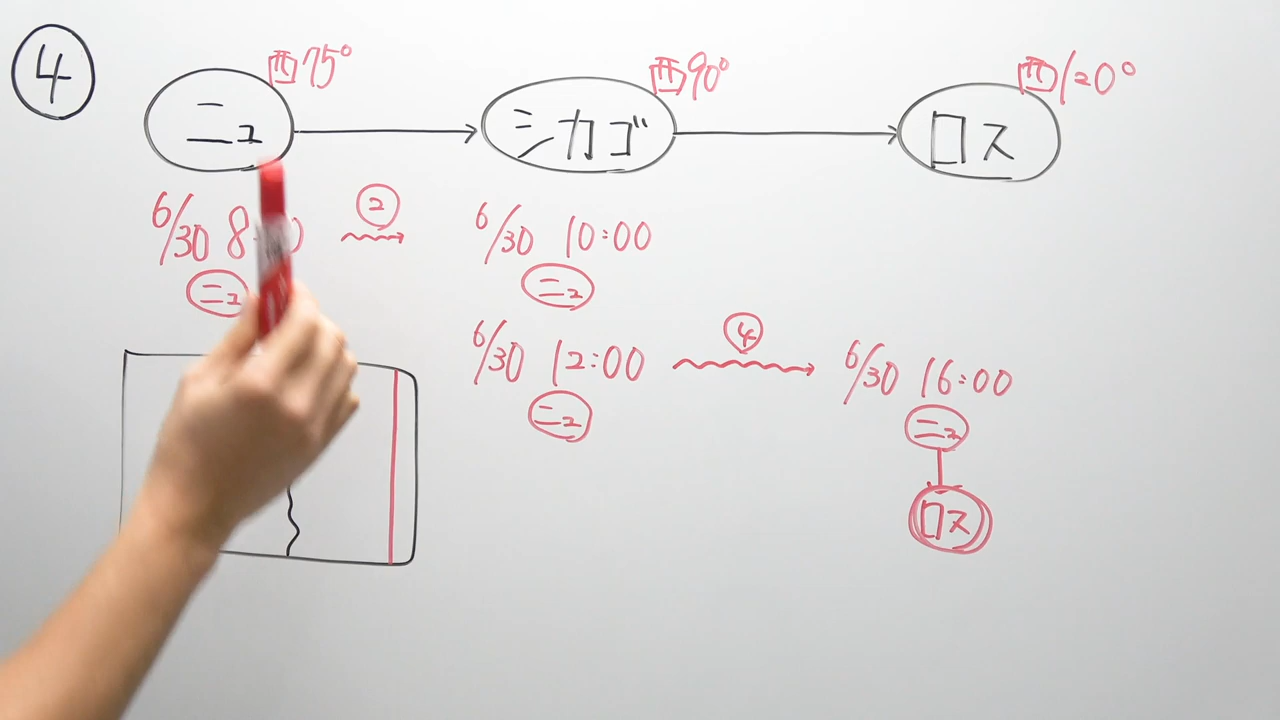 ④
西75°
西90°
西120°
ニュ
シカゴ
ロス
6/30
②
6/30 10:00
ニュ
ニュ
6/30 12:00
④
6/30 16:00
ニュ
ニュ
ロス